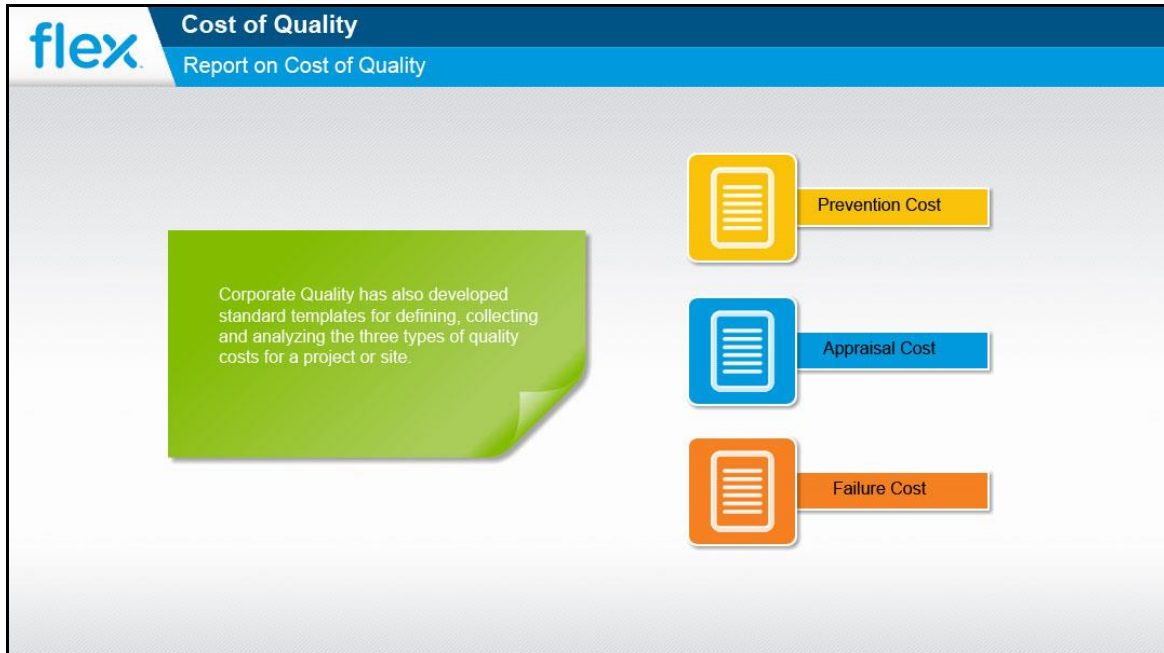 flex
Cost of Quality
Report on Cost of Quality
Corporate Quality has also developed
standard templates for defining, collecting
and analyzing the three types of quality
costs for a project or site.
Prevention Cost
Appraisal Cost
Failure Cost